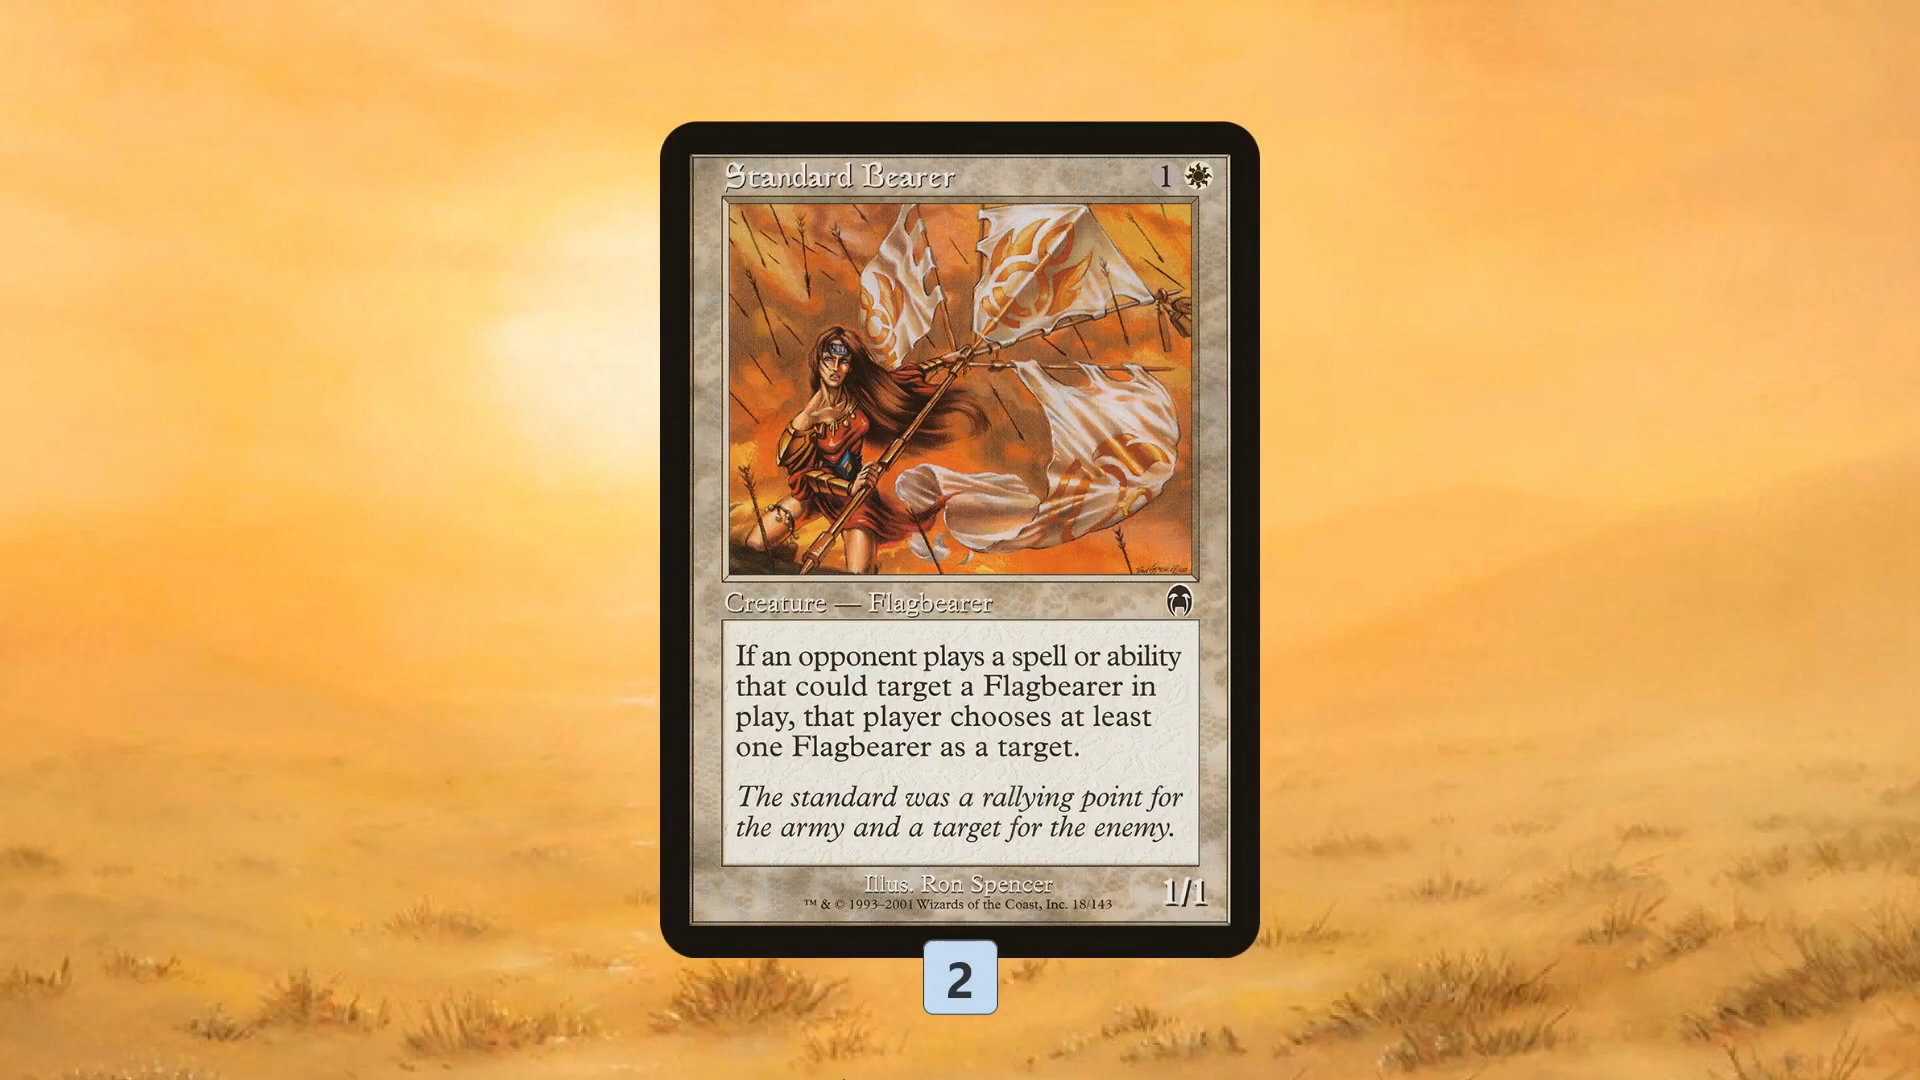 Standard Bearer 1
Creature — Flagbearer
If an opponent plays a spell or ability
that could target a Flagbearer in
play, that player chooses at least
one Flagbearer as a target.
The standard was a rallying point for
the army and a target for the enemy.
Illus. Ron Spencer
1/1
™ & © 1993–2001 Wizards of the Coast, Inc. 18/143
2